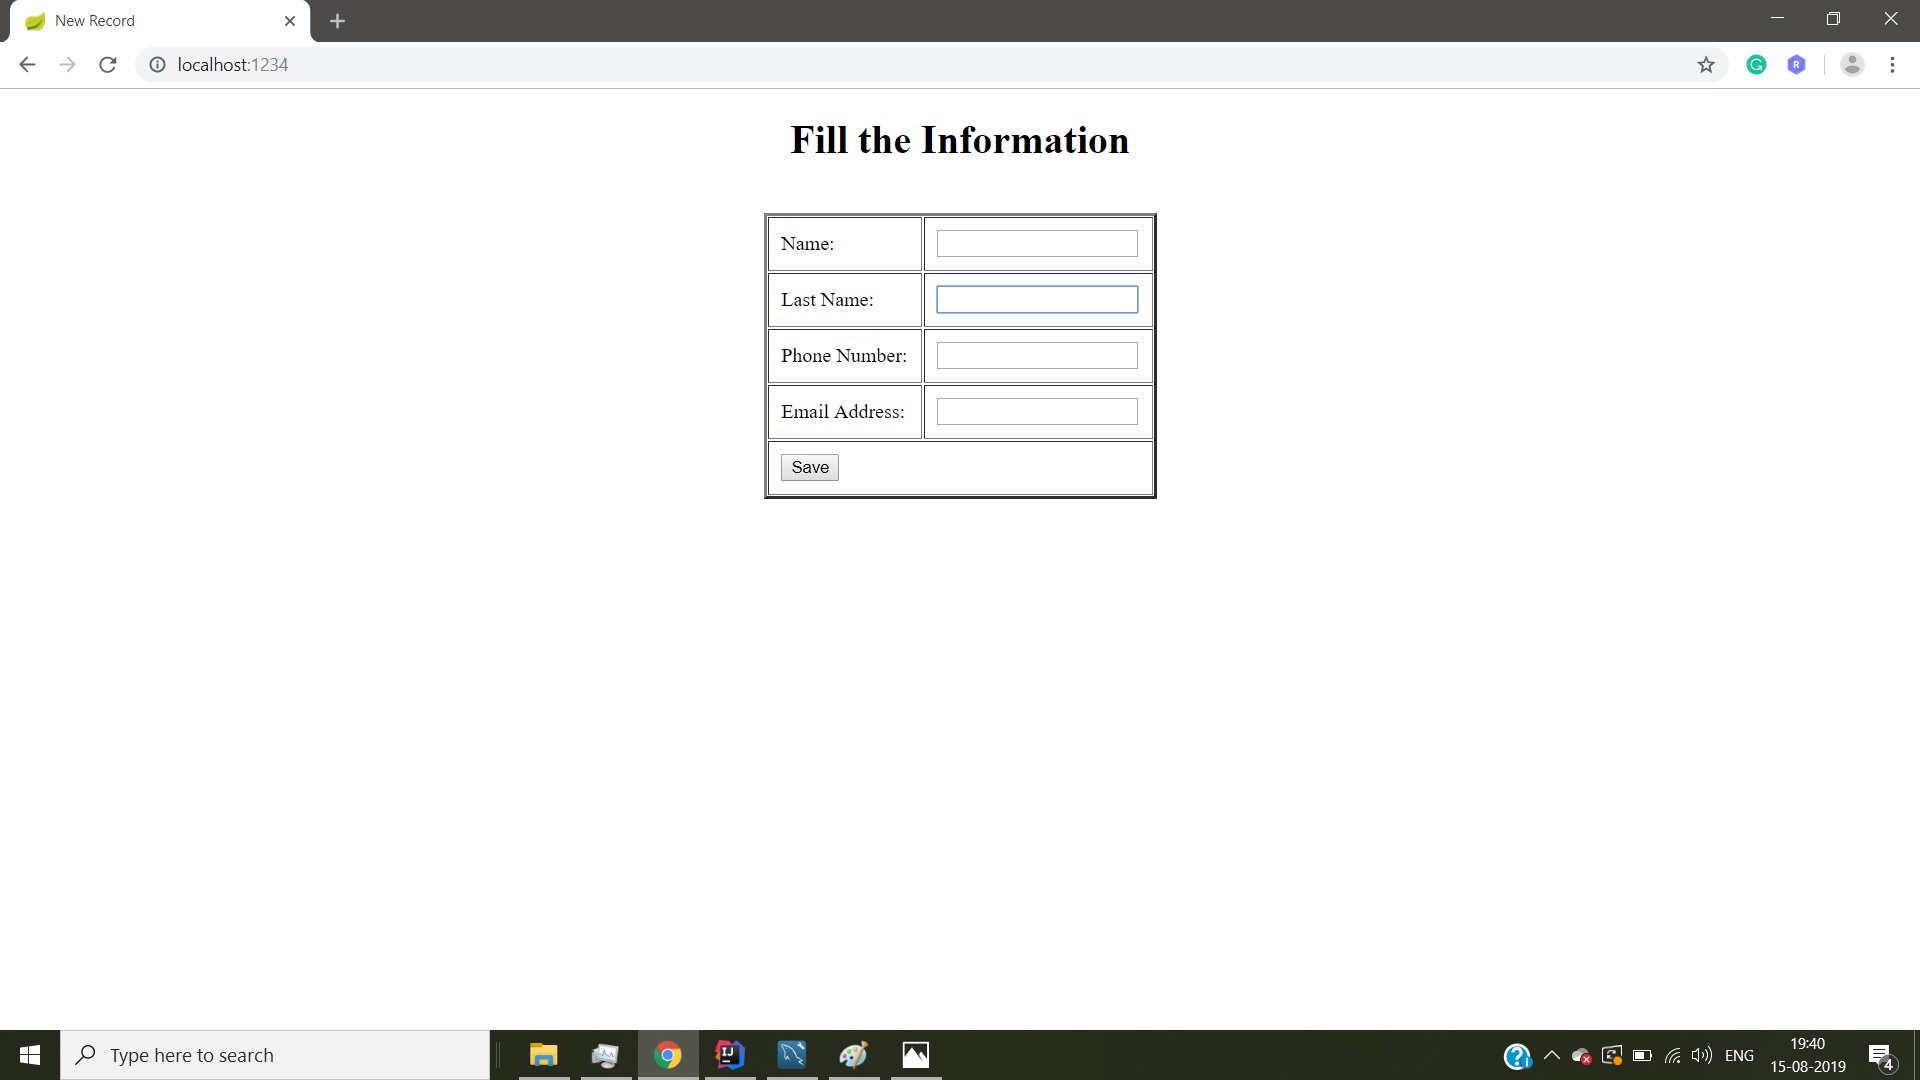 New Record
localhost:1234
R
Fill the Information
Name:
Last Name:
Phone Number:
Email Address:
Save
Type here to search
IJ
ENG
19:40
15-08-2019
4